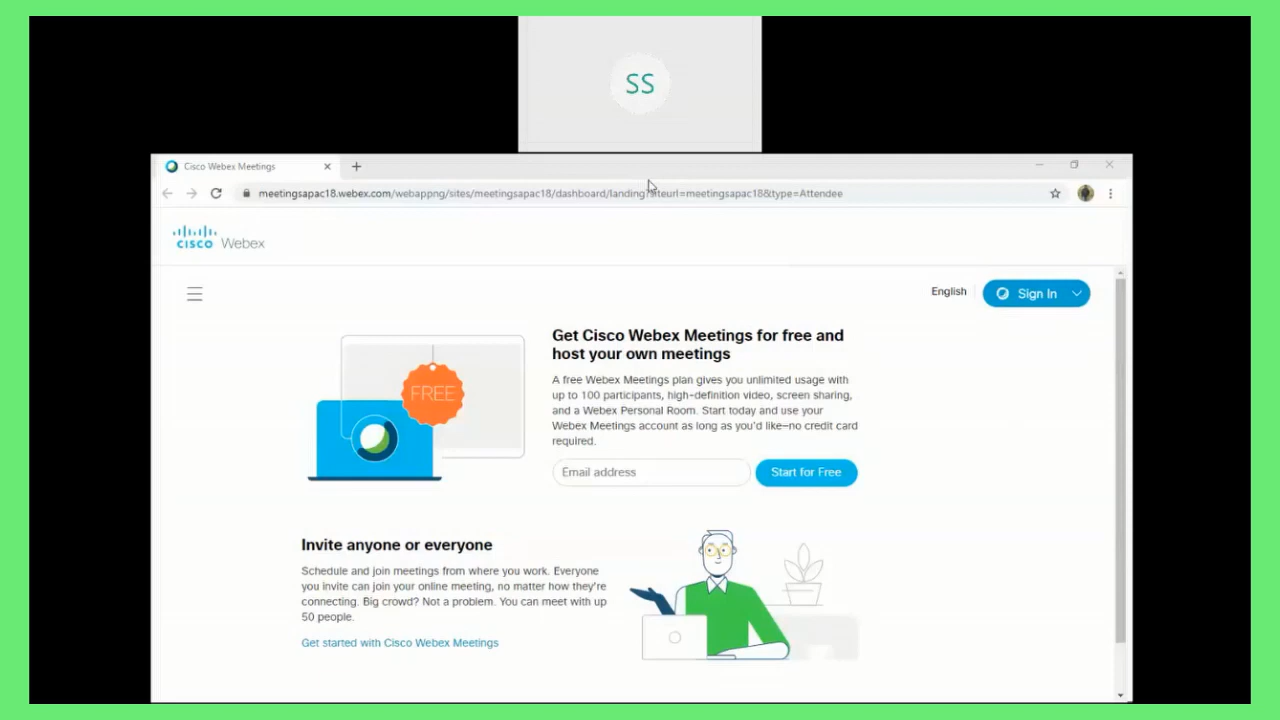 SS
Cisco Webex Meetings
meetingsapac18.webex.com/webappng/sites/meetingsapac18/dashboard/landing?siteurl=meetingsapac18&type=Attendee
CISCO Webex
English
Sign In
Get Cisco Webex Meetings for free and
host your own meetings
FREE
A free Webex Meetings plan gives you unlimited usage with
up to 100 participants, high-definition video, screen sharing,
and a Webex Personal Room. Start today and use your
Webex Meetings account as long as you'd like—no credit card
required.
Email address
Start for Free
Invite anyone or everyone
Schedule and join meetings from where you work. Everyone
you invite can join your online meeting, no matter how they're
connecting. Big crowd? Not a problem. You can meet with up
50 people.
Get started with Cisco Webex Meetings